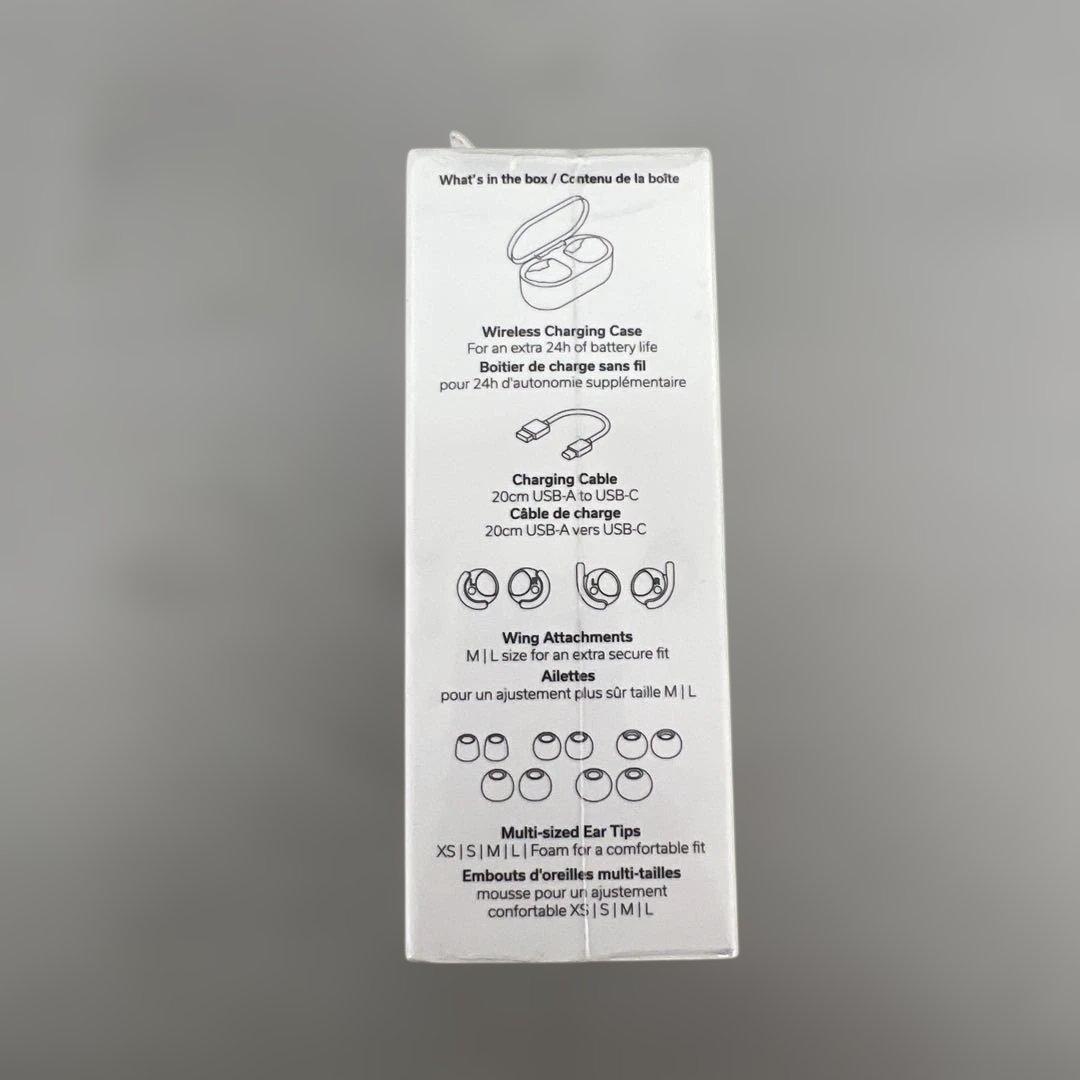 What's in the box / Contenu de la boîte
Wireless Charging Case
For an extra 24h of battery life
Boitier de charge sans fil
pour 24h d'autonomie supplémentaire
Charging Cable
20cm USB-A to USB-C
Câble de charge
20cm USB-A vers USB-C
Wing Attachments
M | L size for an extra secure fit
Ailettes
pour un ajustement plus sûr taille M | L
Multi-sized Ear Tips
XS | S | M | L | Foam for a comfortable fit
Embouts d'oreilles multi-tailles
mousse pour un ajustement
confortable XS | S | M | L